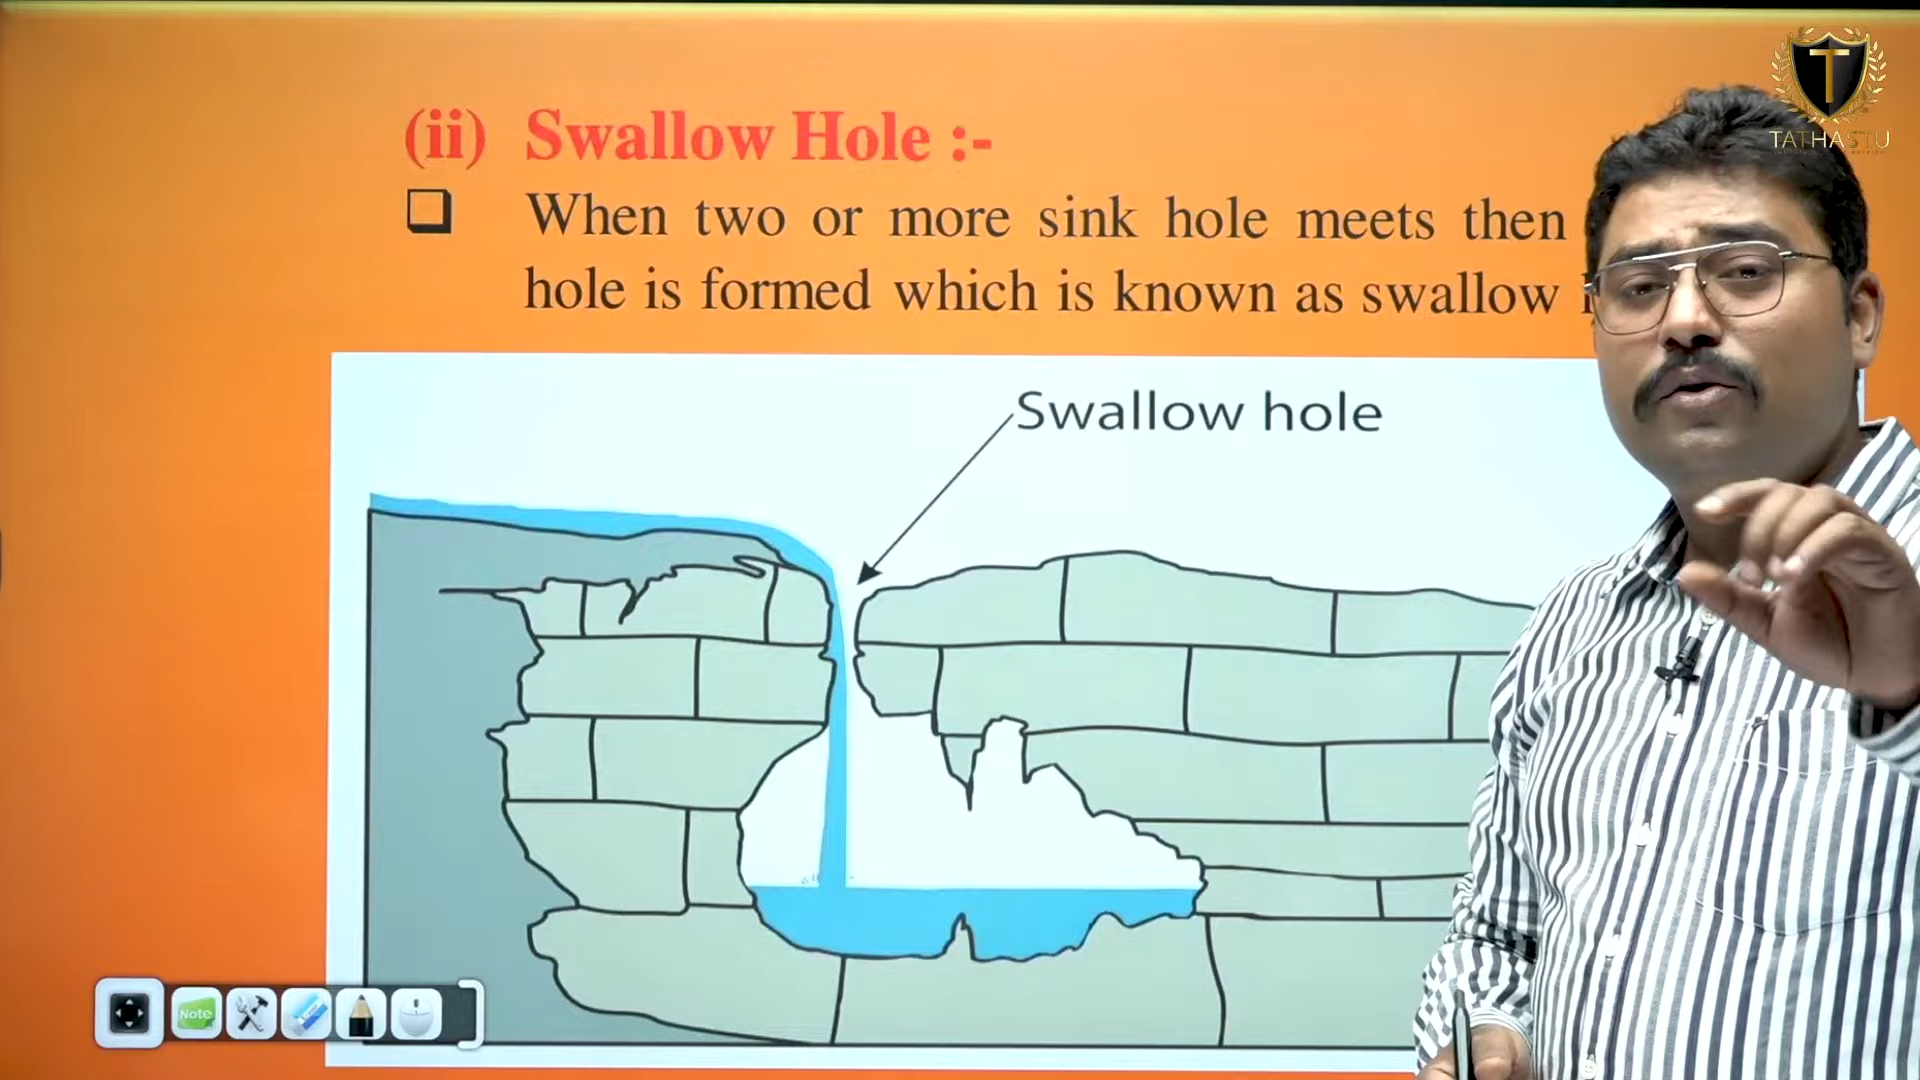 TATHASTU
(ii) Swallow Hole :-
❑ When two or more sink hole meets then
hole is formed which is known as swallow
Swallow hole
Note